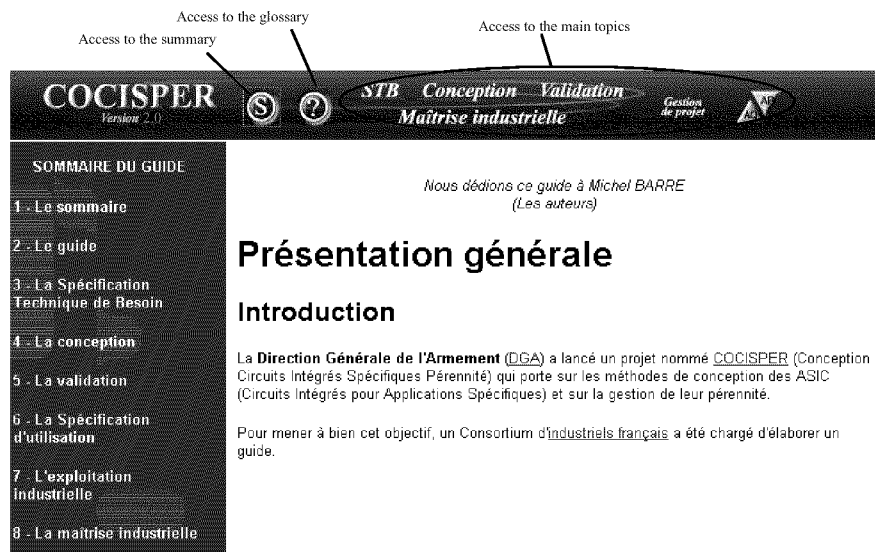 Access to the glossary
Access to the summary
Access to the main topics
COCISPER
Version 2.0
S
?
STB Conception Validation
Maîtrise industrielle
Gestion
de projet
SOMMAIRE DU GUIDE
1 - Le sommaire
2 - Le guide
3 - La Spécification
Technique de Besoin
4 - La conception
5 - La validation
6 - La Spécification
d'utilisation
7 - L'exploitation
industrielle
8 - La maîtrise industrielle
Nous dédions ce guide à Michel BARRE
(Les auteurs)
Présentation générale
Introduction
La Direction Générale de l'Armement (DGA) a lancé un projet nommé COCISPER (Conception
Circuits Intégrés Spécifiques Pérennité) qui porte sur les méthodes de conception des ASIC
(Circuits Intégrés pour Applications Spécifiques) et sur la gestion de leur pérennité.
Pour mener à bien cet objectif, un Consortium d'industriels français a été chargé d'élaborer un
guide.